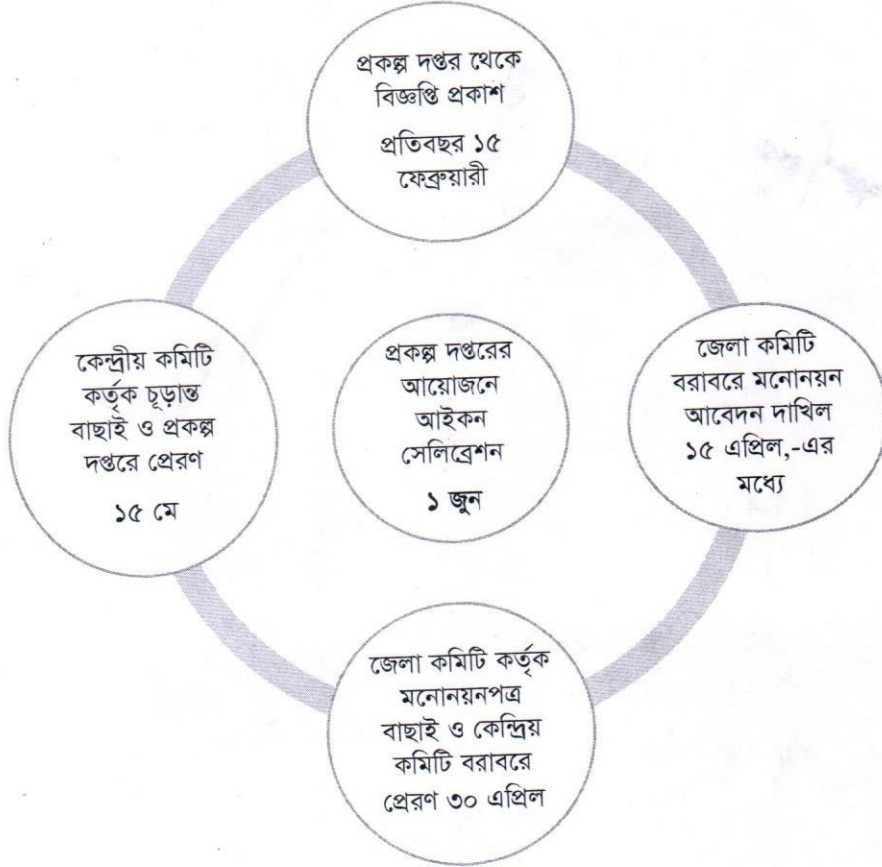 প্রকল্প দপ্তর থেকে
বিজ্ঞপ্তি প্রকাশ
প্রতিবছর ১৫
ফেব্রুয়ারী
জেলা কমিটি
বরাবরে মনোনয়ন
আবেদন দাখিল
১৫ এপ্রিল,-এর
মধ্যে
জেলা কমিটি কর্তৃক
মনোনয়নপত্র
বাছাই ও কেন্দ্রিয়
কমিটি বরাবরে
প্রেরণ ৩০ এপ্রিল
কেন্দ্রীয় কমিটি
কর্তৃক চূড়ান্ত
বাছাই ও প্রকল্প
দপ্তরে প্রেরণ
১৫ মে
প্রকল্প দপ্তরের
আয়োজনে
আইকন
সেলিব্রেশন
১ জুন